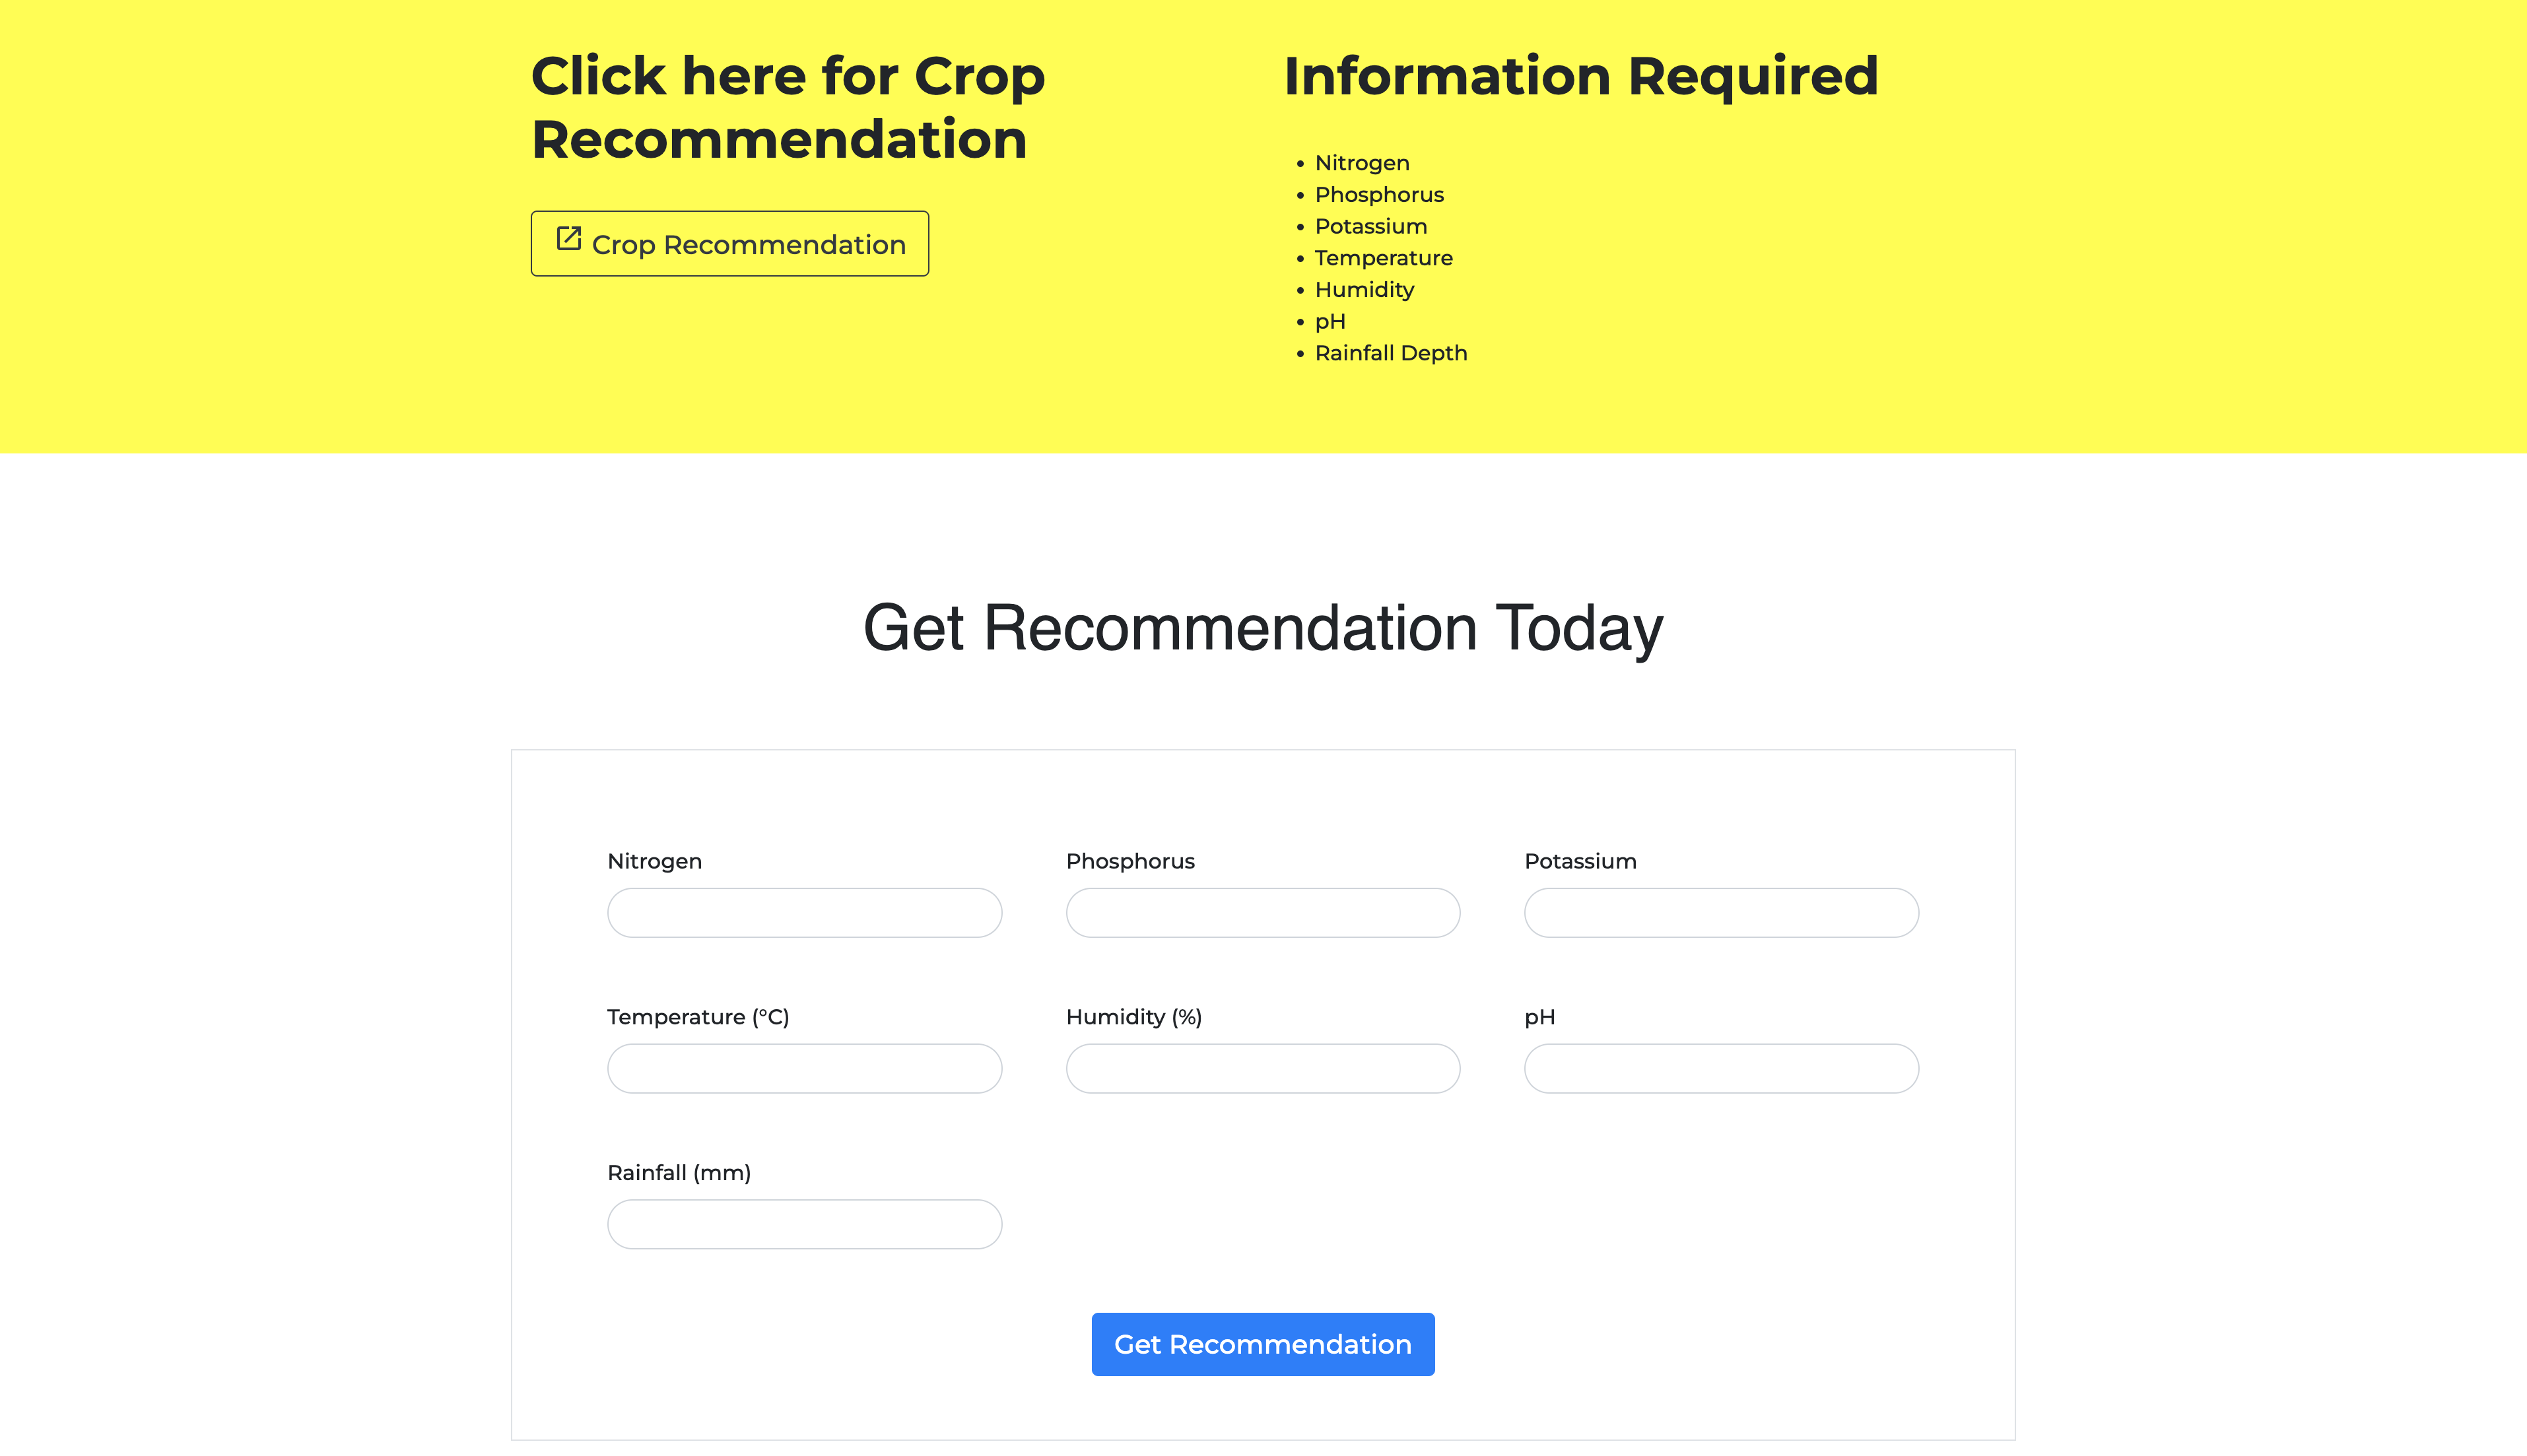 Click here for Crop
Recommendation
Crop Recommendation
Information Required
Nitrogen
Phosphorus
Potassium
Temperature
Humidity
pH
Rainfall Depth
Get Recommendation Today
Nitrogen
Phosphorus
Potassium
Temperature (°C)
Humidity (%)
pH
Rainfall (mm)
Get Recommendation